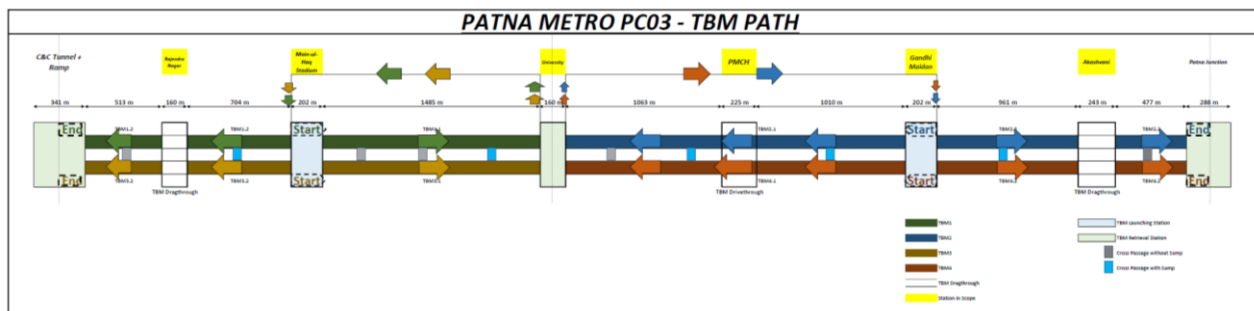 PATNA METRO PC03 - TBM PATH
C&C Tunnel +
Ramp
Rajendra
Nagar
Moin-ul-
Haq
Stadium
University
PMCH
Gandhi
Maidan
Akashvani
Patna Junction
341 m
513 m
160 m
704 m
202 m
1485 m
160 m
1063 m
225 m
1010 m
202 m
961 m
243 m
477 m
288 m
End
TBM1.2
TBM1.2
Start
TBM1.1
TBM2.1
Start
TBM2.2
TBM2.2
End
End
TBM3.2
TBM3.2
Start
TBM3.1
TBM4.1
Start
TBM4.2
TBM4.2
End
TBM Dragthrough
TBM Drivethrough
TBM Dragthrough
TBM1
TBM2
TBM3
TBM4
TBM Dragthrough
Station in Scope
TBM Launching Station
TBM Retrieval Station
Cross Passage without Sump
Cross Passage with Sump